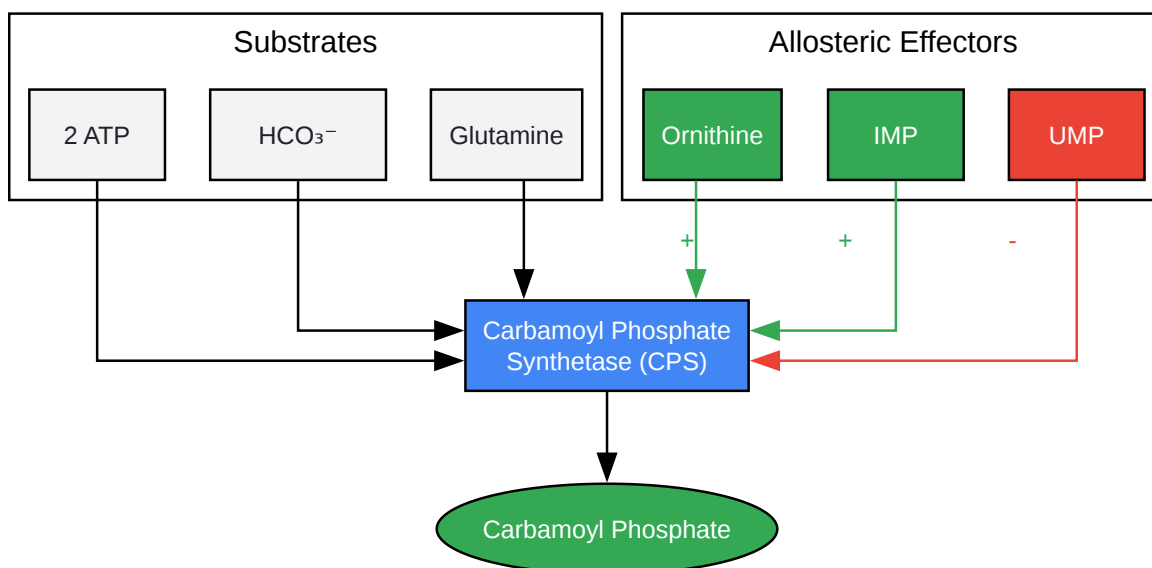 Substrates
Allosteric Effectors
2 ATP
HCO₃⁻
Glutamine
Ornithine
IMP
UMP
+
+
-
Carbamoyl Phosphate
Synthetase (CPS)
Carbamoyl Phosphate